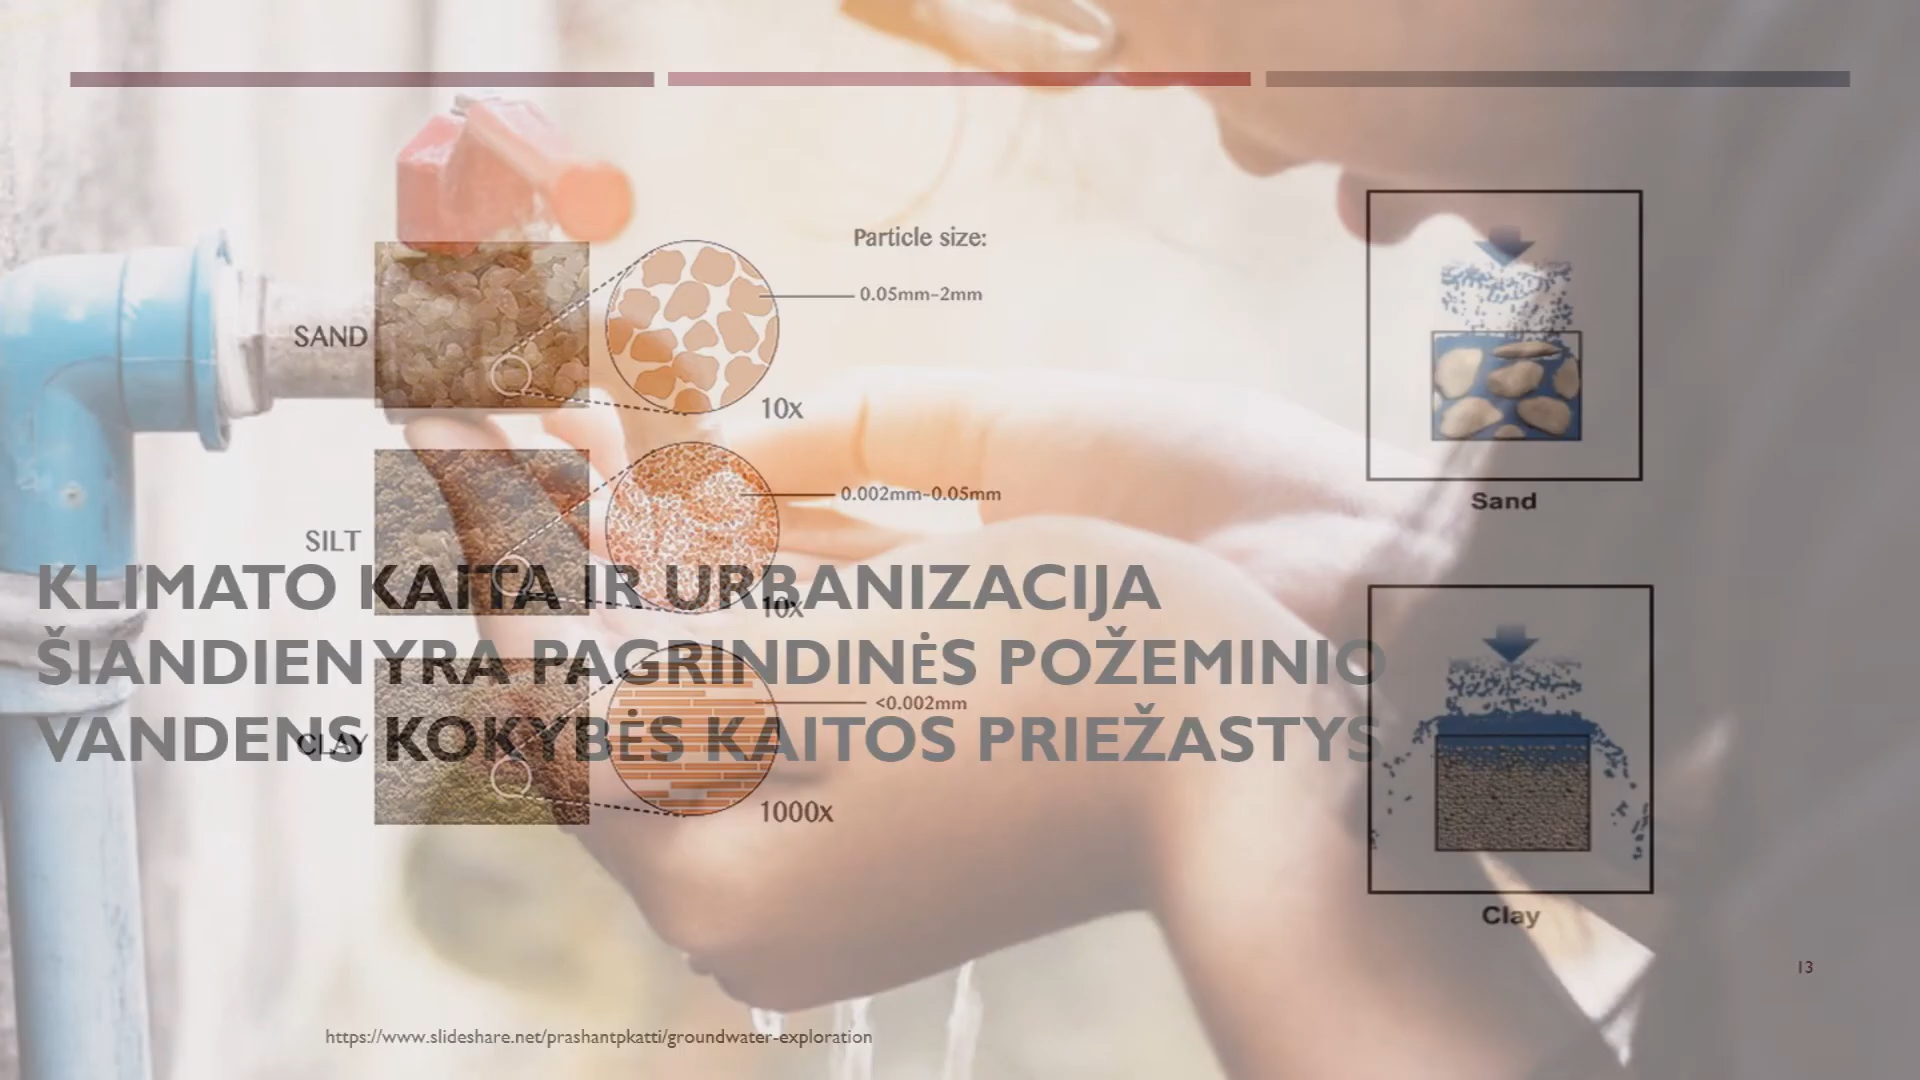 Particle size:
0.05mm–2mm
SAND
10x
Sand
0.002mm–0.05mm
SILT
10x
KLIMATO KAITA IR URBANIZACIJA
ŠIANDIEN YRA PAGRINDINĖS POŽEMINIO
VANDENS KOKYBĖS KAITOS PRIEŽASTYS
<0.002mm
CLAY
1000x
Clay
13
https://www.slideshare.net/prashantpkatti/groundwater-exploration